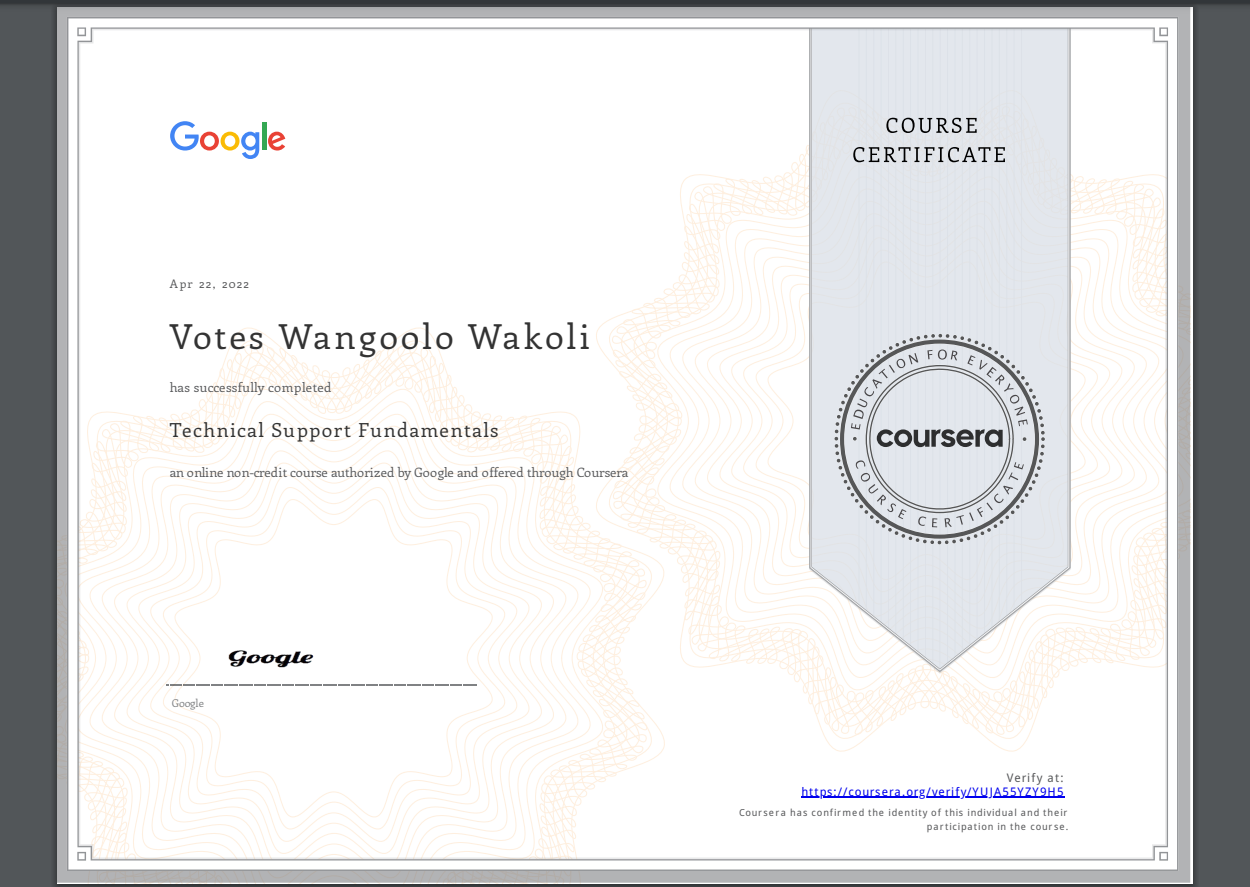 Google
COURSE
CERTIFICATE
Apr 22, 2022
Votes Wangoolo Wakoli
has successfully completed
Technical Support Fundamentals
an online non-credit course authorized by Google and offered through Coursera
EDUCATION FOR EVERYONE
coursera
COURSE CERTIFICATE
Google
Google
Verify at:
https://coursera.org/verify/YUJA55YZY9H5
Coursera has confirmed the identity of this individual and their
participation in the course.